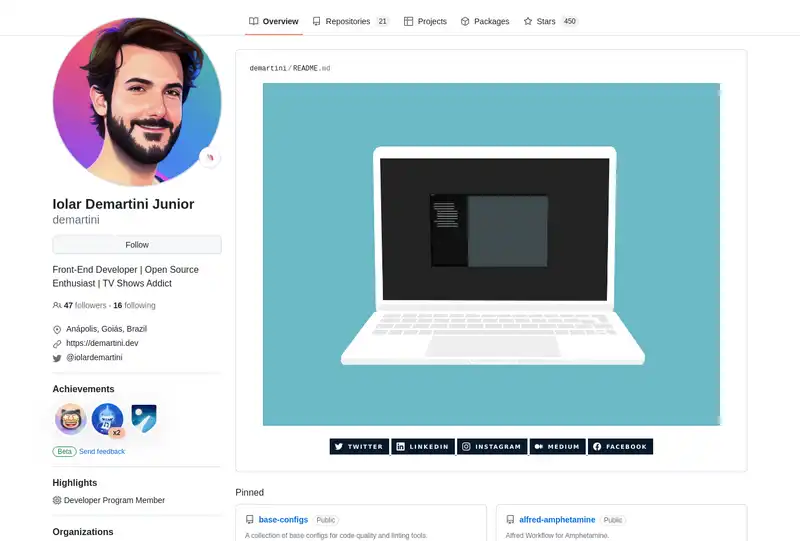 Overview
Repositories 21
Projects
Packages
Stars 450
Iolar Demartini Junior
demartini
Follow
Front-End Developer | Open Source
Enthusiast | TV Shows Addict
47 followers · 16 following
Anápolis, Goiás, Brazil
https://demartini.dev
@iolardemartini
Achievements
x2
Beta Send feedback
Highlights
Developer Program Member
Organizations
demartini/README.md
TWITTER
LINKEDIN
INSTAGRAM
MEDIUM
FACEBOOK
Pinned
base-configs Public
A collection of base configs for code quality and linting tools.
alfred-amphetamine Public
Alfred Workflow for Amphetamine.